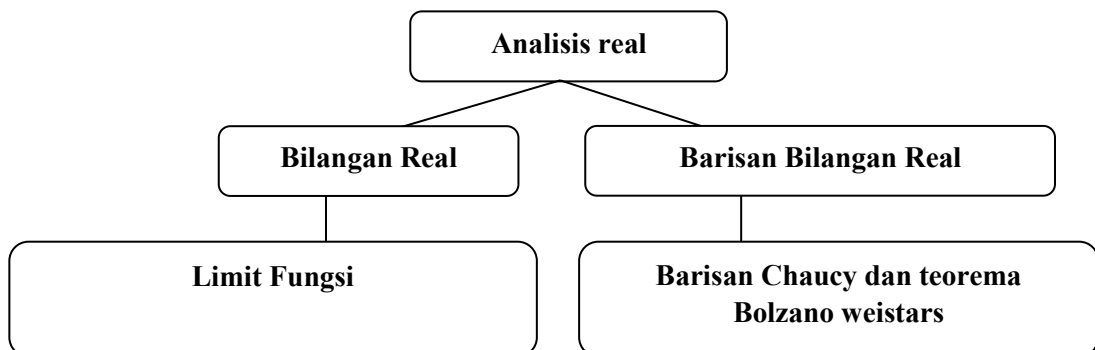 Analisis real
Bilangan Real
Barisan Bilangan Real
Limit Fungsi
Barisan Chaucy dan teorema
Bolzano weistars